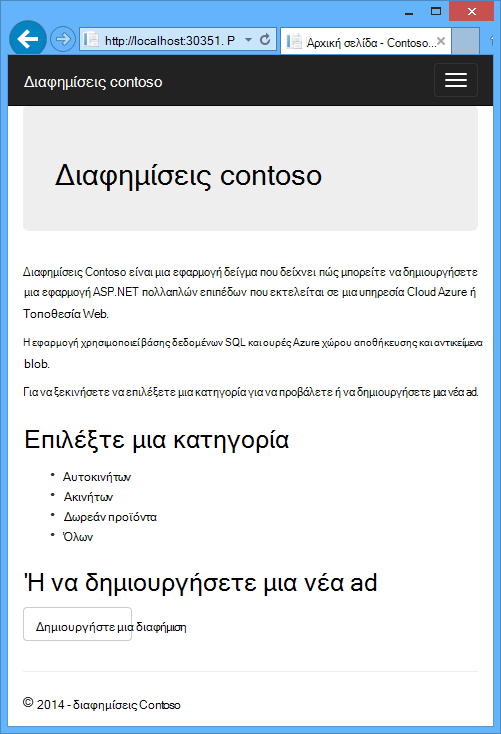 http://localhost:30351. P
Αρχική σελίδα - Contoso...
Διαφημίσεις contoso
Διαφημίσεις contoso
Διαφημίσεις Contoso είναι μια εφαρμογή δείγμα που δείχνει πώς μπορείτε να δημιουργήσετε
μια εφαρμογή ASP.NET πολλαπλών επιπέδων που εκτελείται σε μια υπηρεσία Cloud Azure ή
Τοποθεσία Web.
Η εφαρμογή χρησιμοποιεί βάσης δεδομένων SQL και ουρές Azure χώρου αποθήκευσης και αντικείμενα
blob.
Για να ξεκινήσετε να επιλέξετε μια κατηγορία για να προβάλετε ή να δημιουργήσετε μια νέα ad.
Επιλέξτε μια κατηγορία
• Αυτοκινήτων
• Ακινήτων
• Δωρεάν προϊόντα
• Όλων
Ή να δημιουργήσετε μια νέα ad
Δημιουργήστε μια διαφήμιση
© 2014 - διαφημίσεις Contoso